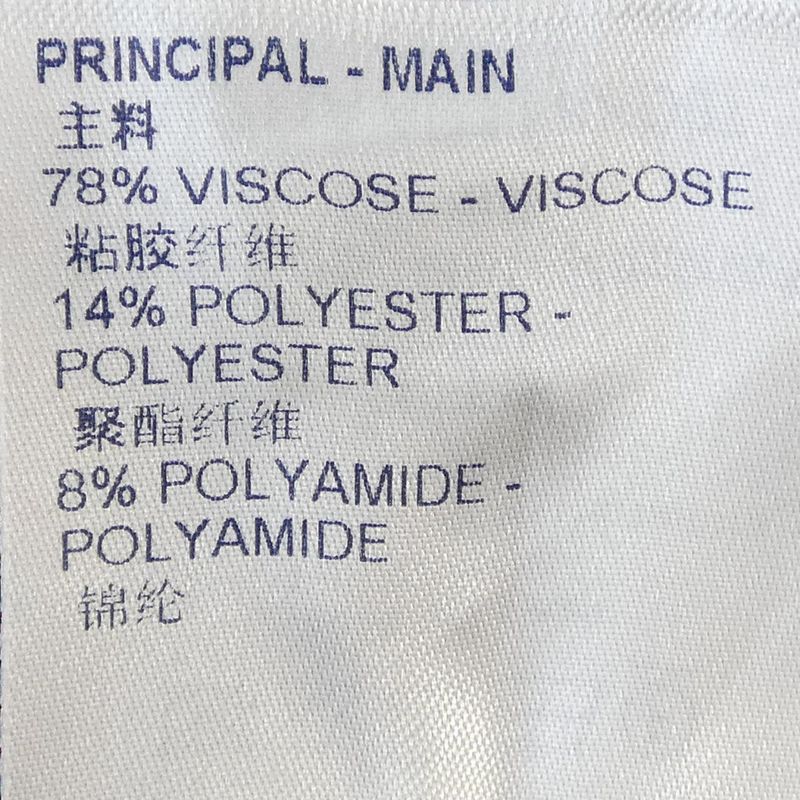 PRINCIPAL - MAIN
主料
78% VISCOSE - VISCOSE
粘胶纤维
14% POLYESTER -
POLYESTER
聚酯纤维
8% POLYAMIDE -
POLYAMIDE
锦纶